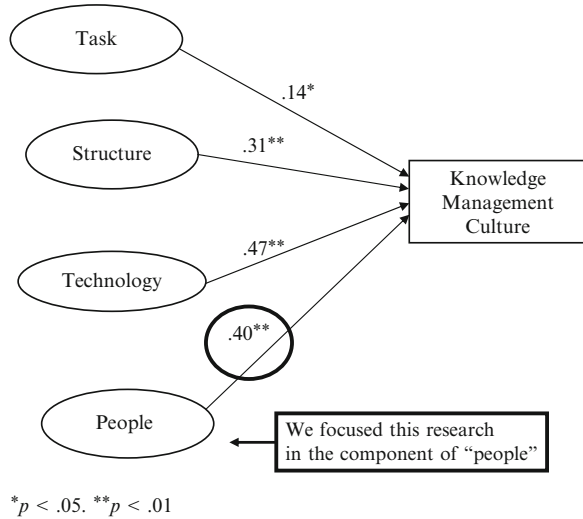 Task
.14*
Structure
.31**
Knowledge
Management
Culture
.47**
Technology
.40**
People
We focused this research
in the component of “people”
*p < .05. **p < .01